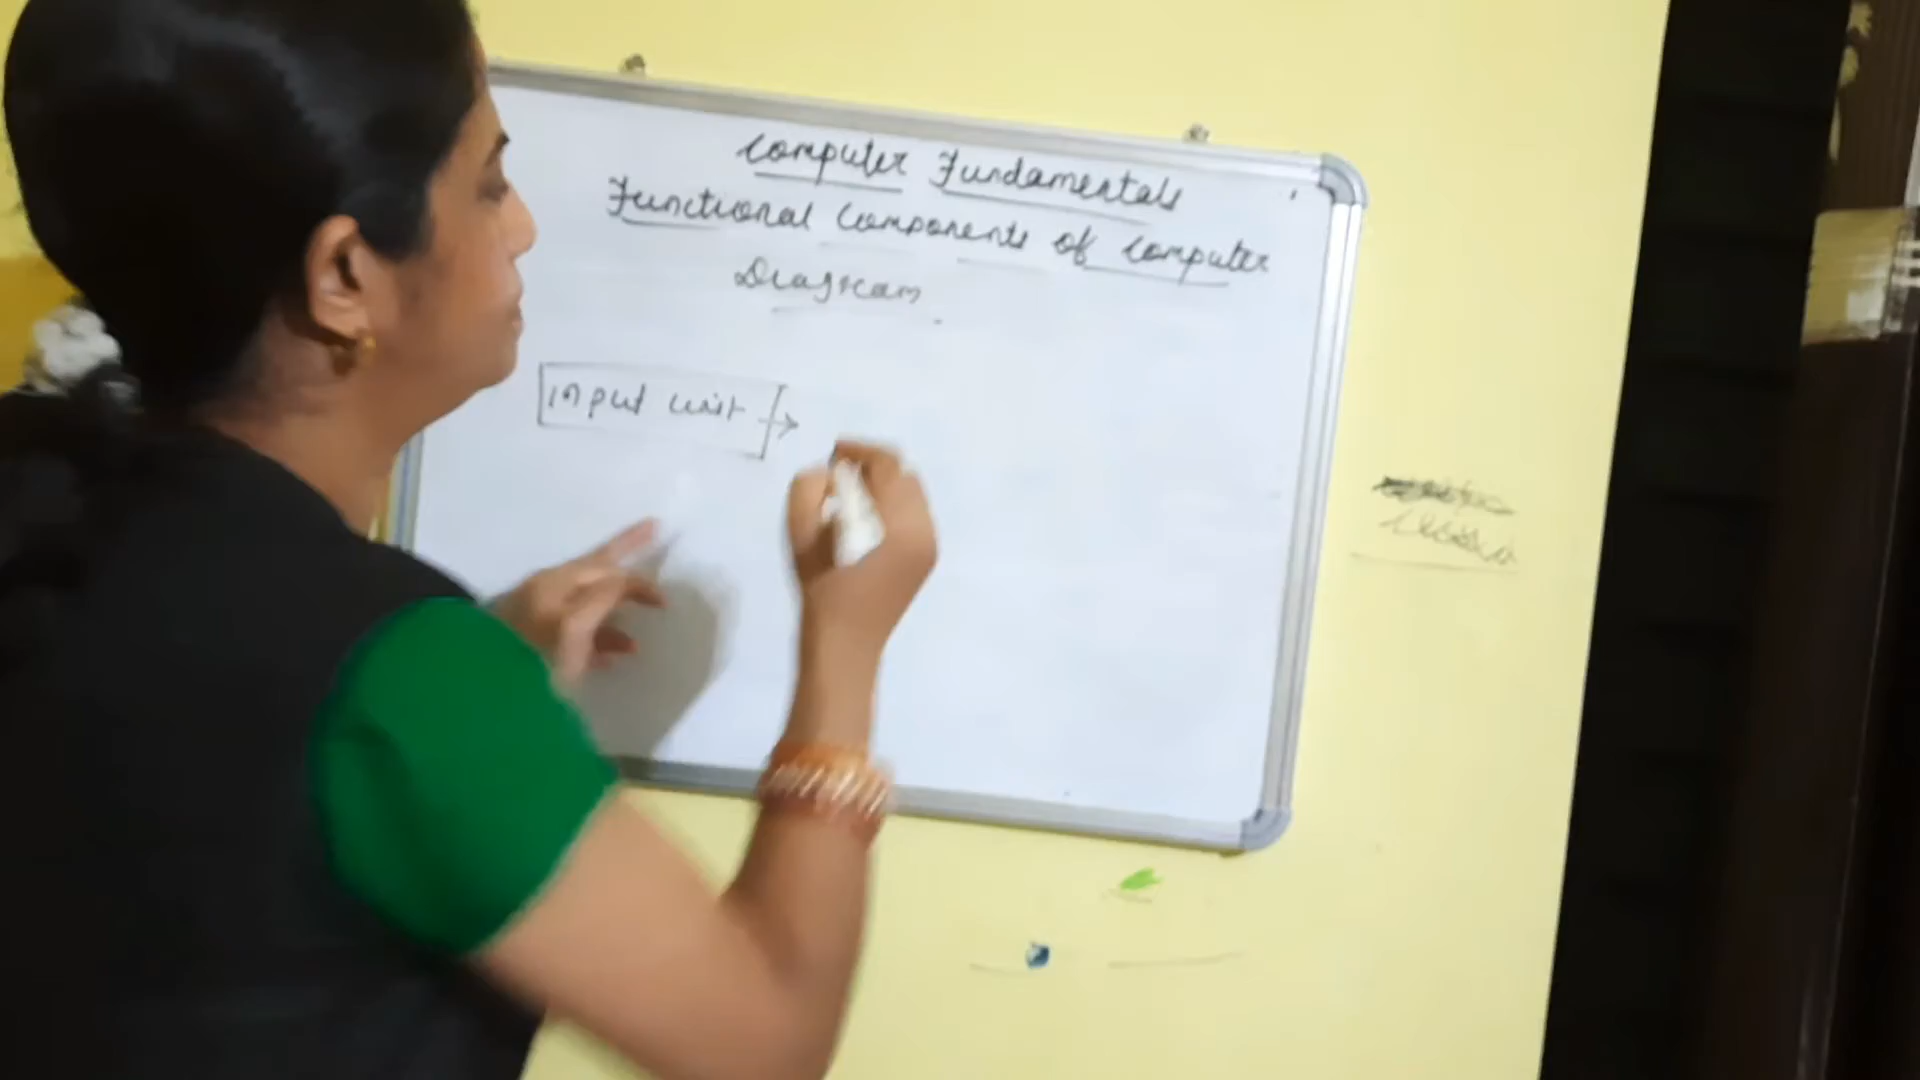 Computer Fundamentals
Functional Components of Computer
Diagram
Input unit